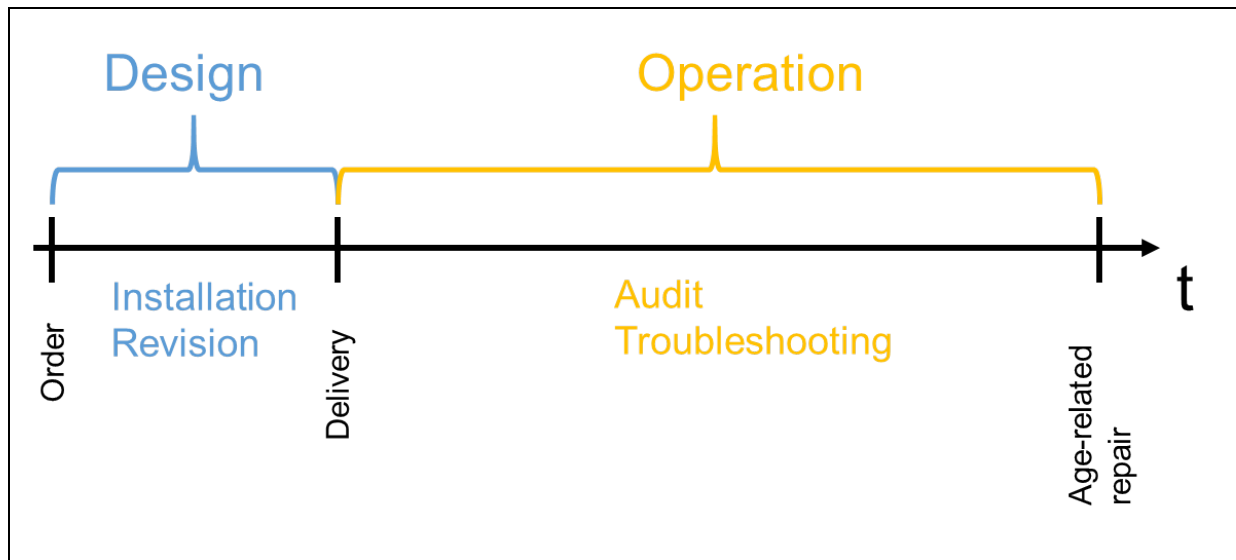 Design
Operation
Installation
Revision
Audit
Troubleshooting
t
Order
Delivery
Age-related
repair